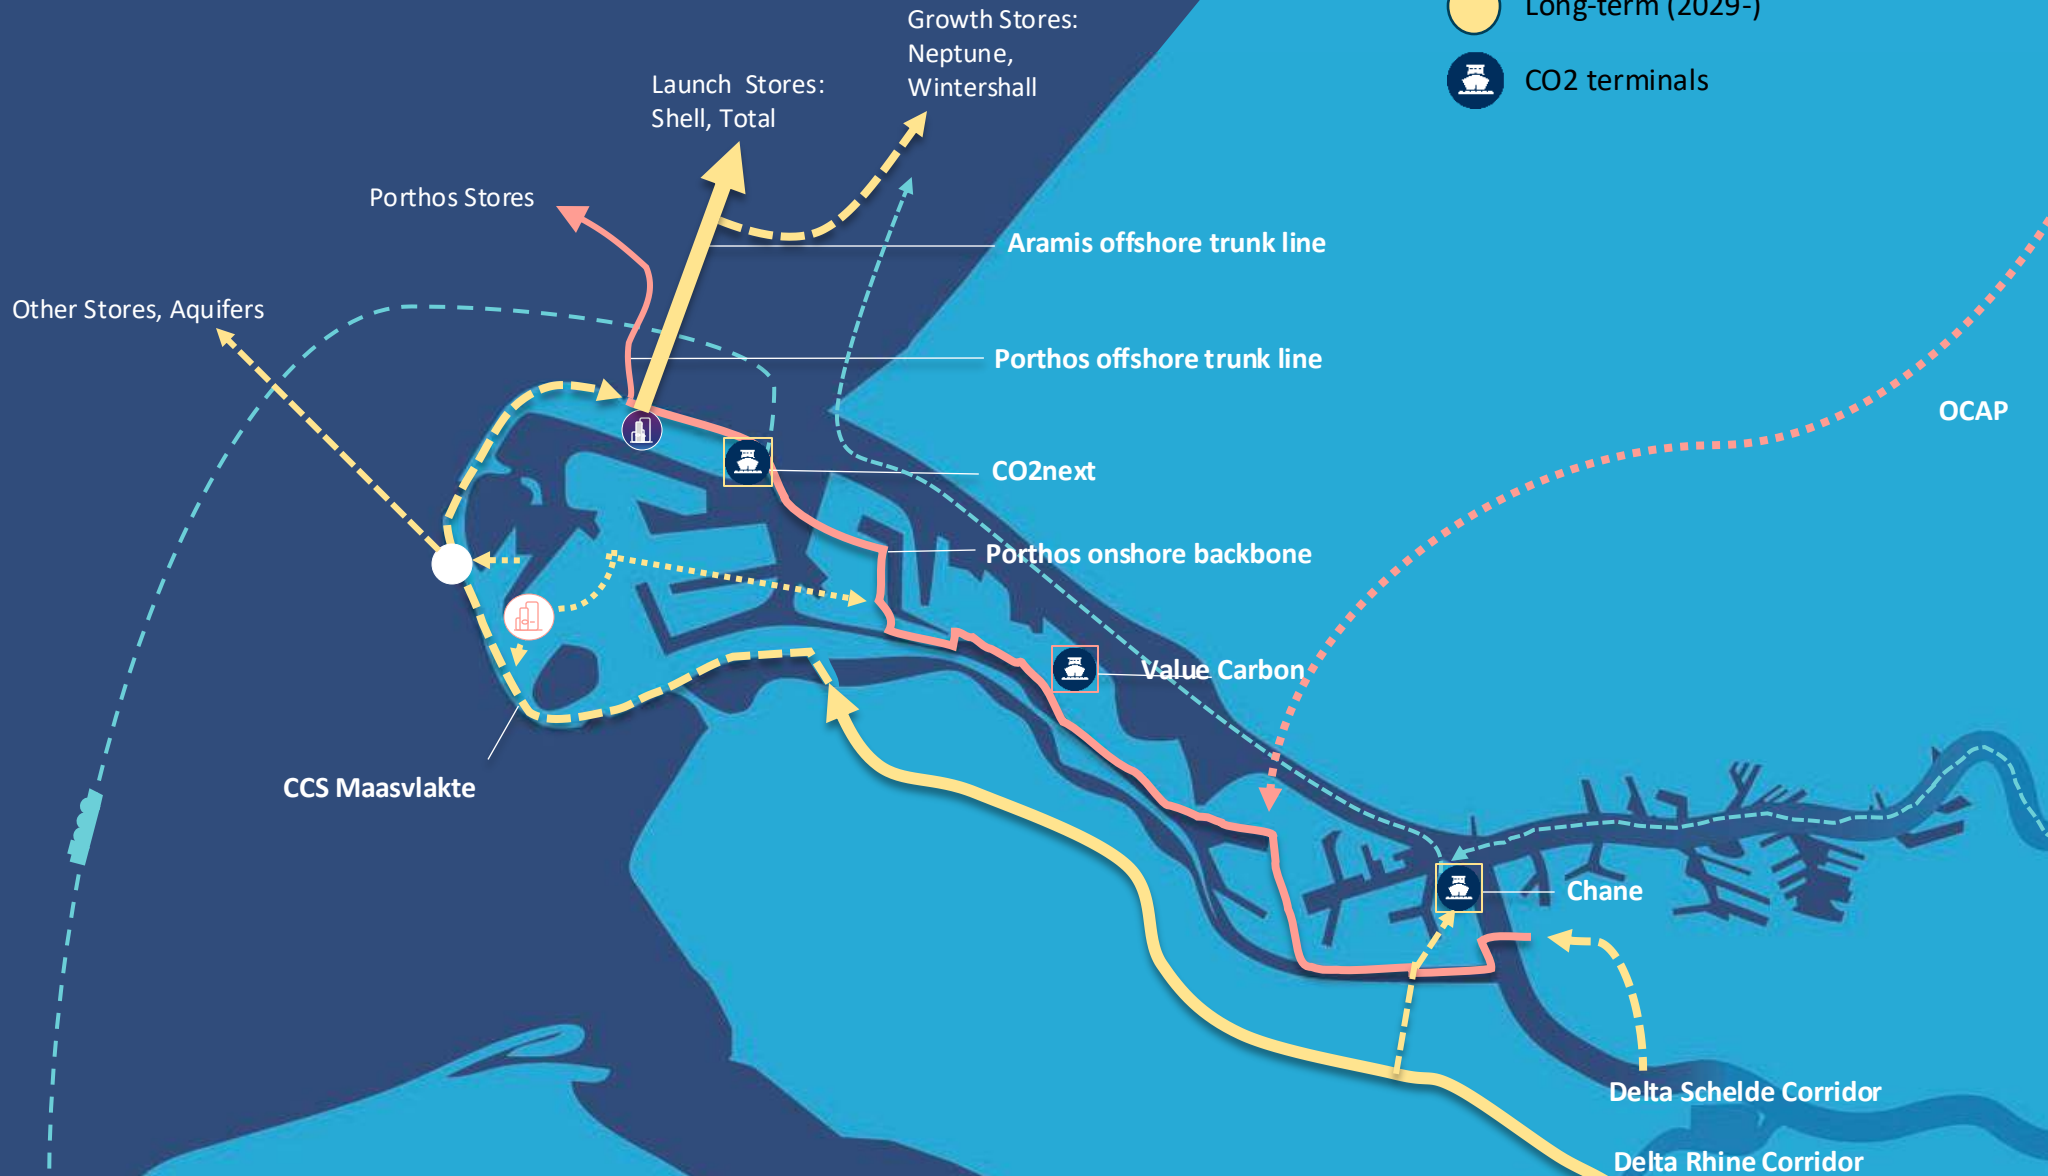 Growth Stores:
Neptune,
Wintershall
Long-term (2029-)
CO2 terminals
Launch Stores:
Shell, Total
Porthos Stores
Aramis offshore trunk line
Other Stores, Aquifers
Porthos offshore trunk line
OCAP
CO2next
Porthos onshore backbone
Value Carbon
CCS Maasvlakte
Chane
Delta Schelde Corridor
Delta Rhine Corridor